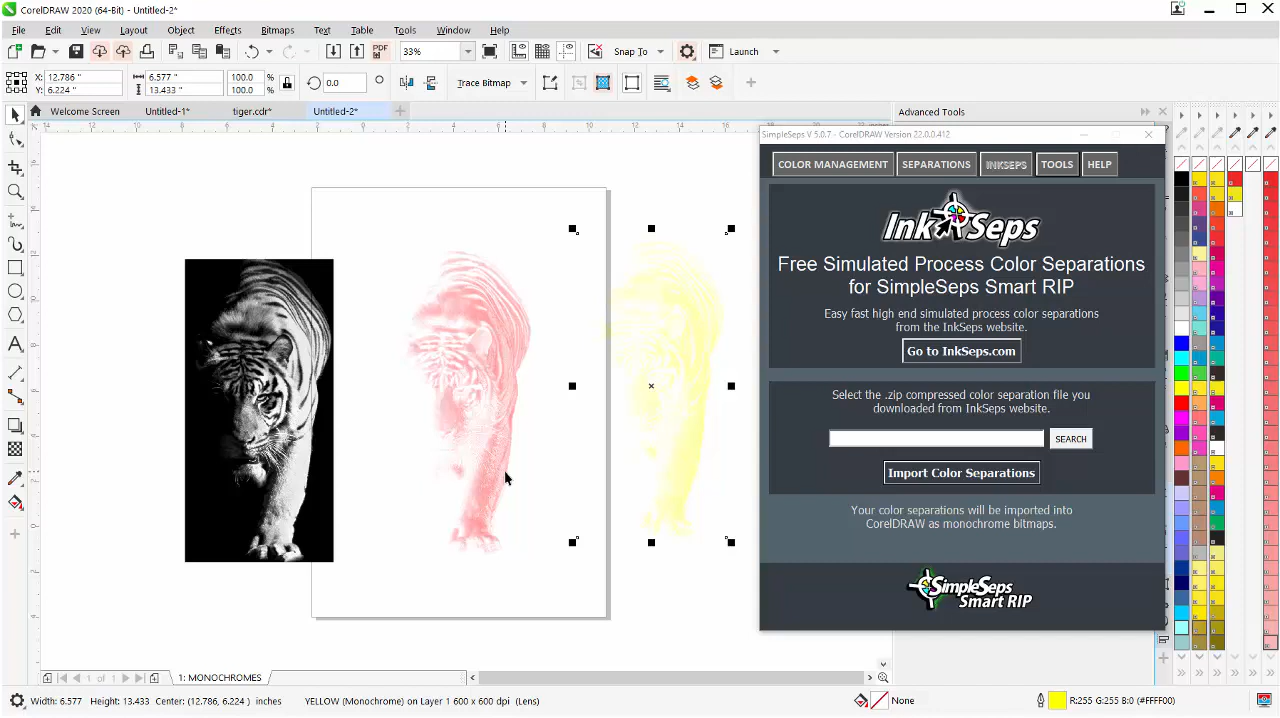 CorelDRAW 2020 (64-Bit) - Untitled-2*
File Edit View Layout Object Effects Bitmaps Text Table Tools Window Help
PDF 33% Snap To Launch
X: 12.786 " 6.577 " 100.0 % 0.0 Trace Bitmap
Y: 6.224 " 13.433 " 100.0 %
Welcome Screen Untitled-1* tiger.cdr* Untitled-2* Advanced Tools
SimpleSeps V 5.0.7 - CorelDRAW Version 22.0.0.412
COLOR MANAGEMENT SEPARATIONS INKSEPS TOOLS HELP
Ink Seps
Free Simulated Process Color Separations
for SimpleSeps Smart RIP
Easy fast high end simulated process color separations
from the InkSeps website.
Go to InkSeps.com
Select the .zip compressed color separation file you
downloaded from InkSeps website.
SEARCH
Import Color Separations
Your color separations will be imported into
CorelDRAW as monochrome bitmaps.
SimpleSeps
Smart RIP
1 of 1 1: MONOCHROMES
Width: 6.577 Height: 13.433 Center: (12.786, 6.224 ) inches YELLOW (Monochrome) on Layer 1 600 x 600 dpi (Lens) None R:255 G:255 B:0 (#FFFF00)